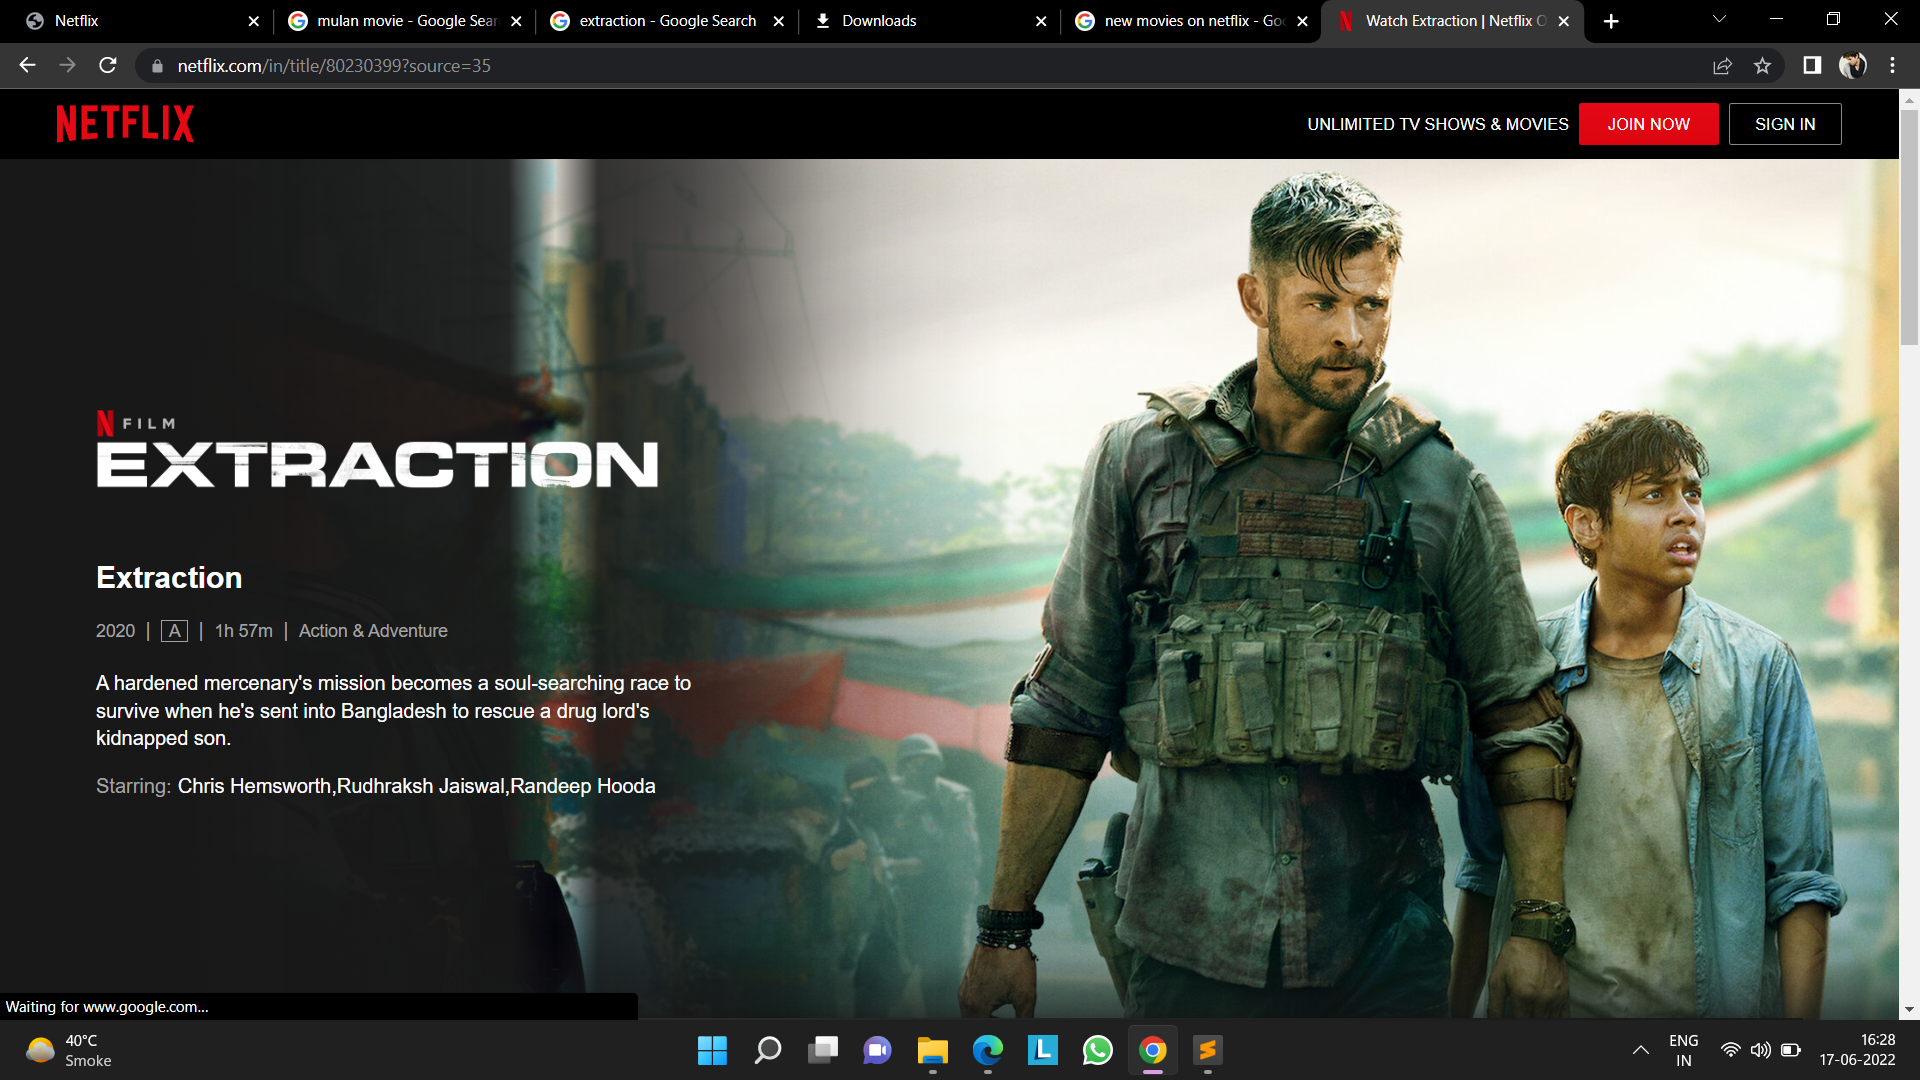 Netflix
mulan movie - Google Sear
extraction - Google Search
Downloads
new movies on netflix - Goo
Watch Extraction | Netflix O
netflix.com/in/title/80230399?source=35
NETFLIX
UNLIMITED TV SHOWS & MOVIES
JOIN NOW
SIGN IN
N FILM
EXTRACTION
Extraction
2020 | A | 1h 57m | Action & Adventure
A hardened mercenary's mission becomes a soul-searching race to
survive when he's sent into Bangladesh to rescue a drug lord's
kidnapped son.
Starring: Chris Hemsworth,Rudhraksh Jaiswal,Randeep Hooda
Waiting for www.google.com...
40°C
Smoke
L
ENG
IN
16:28
17-06-2022